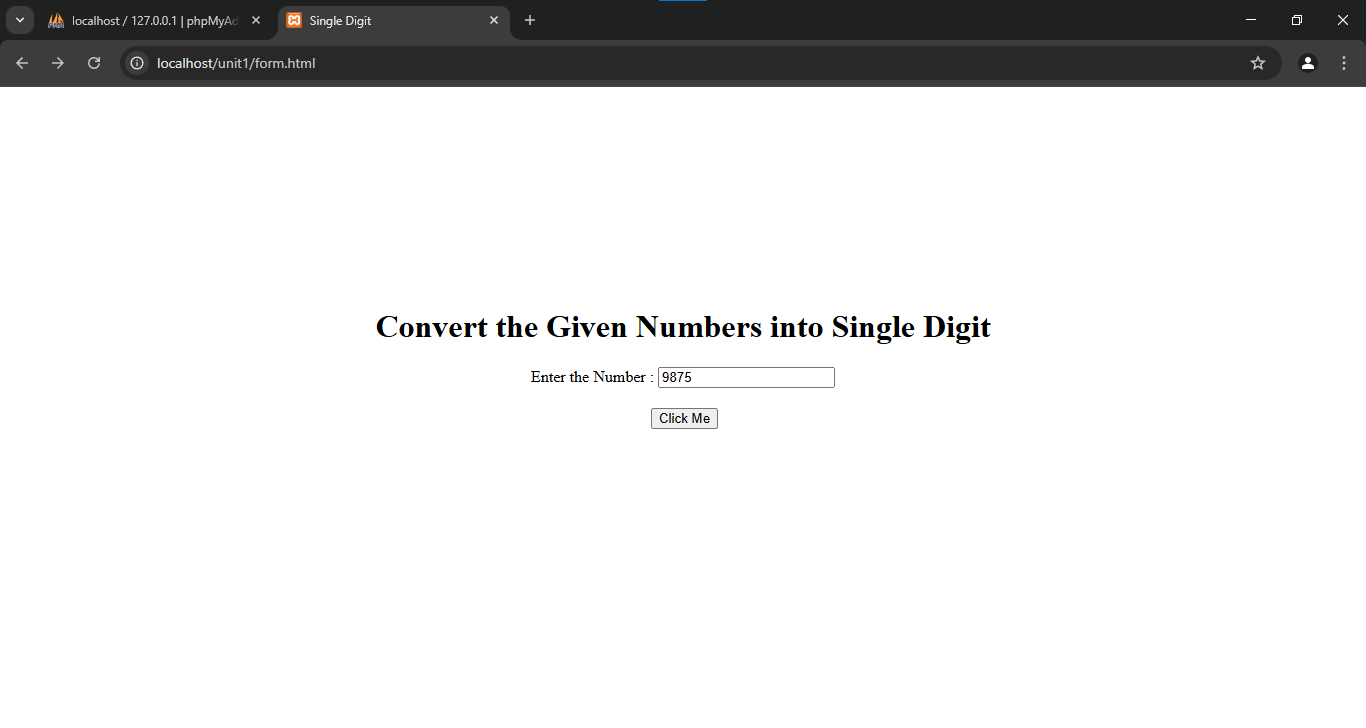 localhost / 127.0.0.1 | phpMyAd
Single Digit
localhost/unit1/form.html
Convert the Given Numbers into Single Digit
Enter the Number : 9875
Click Me